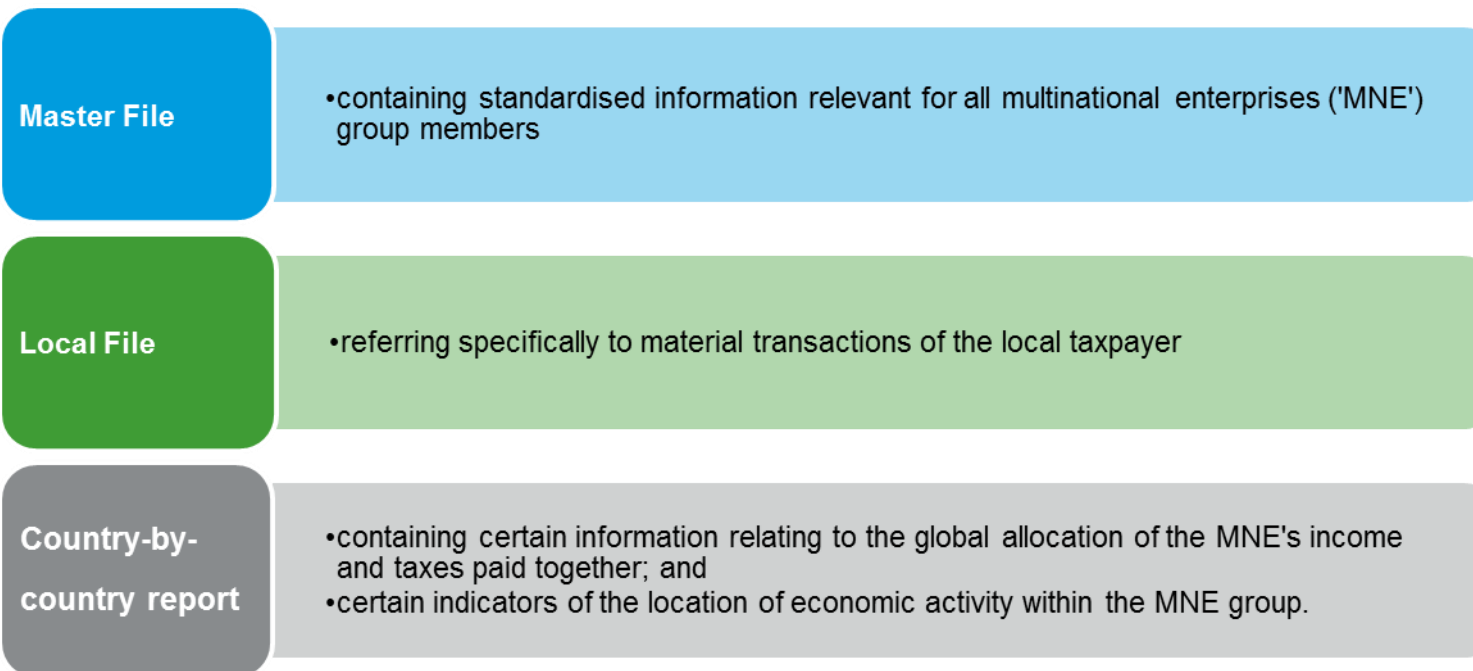 Master File
•containing standardised information relevant for all multinational enterprises ('MNE')
group members
Local File
•referring specifically to material transactions of the local taxpayer
Country-by-
country report
•containing certain information relating to the global allocation of the MNE's income
and taxes paid together; and
•certain indicators of the location of economic activity within the MNE group.